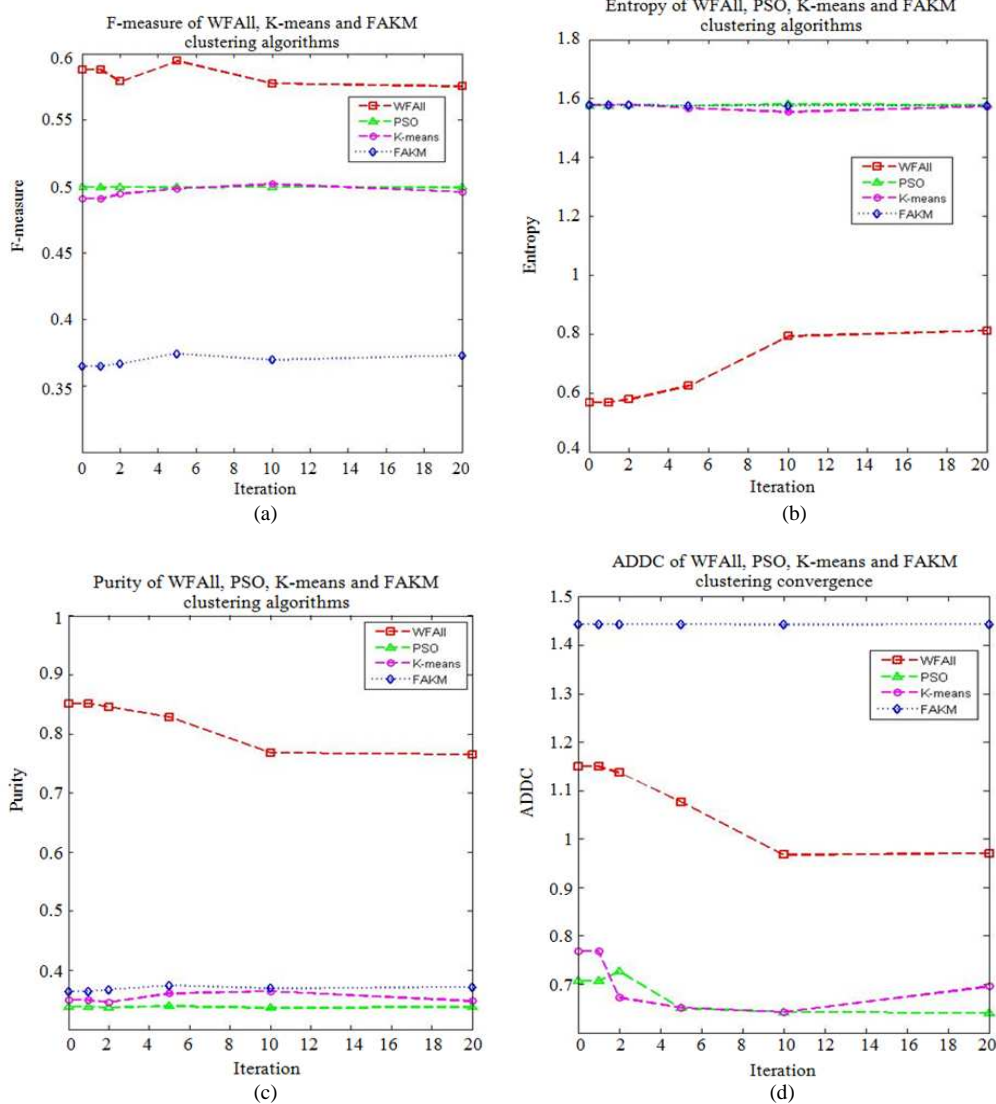 F-measure of WFAll, K-means and FAKM
clustering algorithms
0.6
0.55
0.5
0.45
0.4
0.35
F-measure
WFAll
PSO
K-means
FAKM
0 2 4 6 8 10 12 14 16 18 20
Iteration
(a)
Entropy of WFAll, PSO, K-means and FAKM
clustering algorithms
1.8
1.6
1.4
1.2
1
0.8
0.6
0.4
Entropy
WFAll
PSO
K-means
FAKM
0 2 4 6 8 10 12 14 16 18 20
Iteration
(b)
Purity of WFAll, PSO, K-means and FAKM
clustering algorithms
1
0.9
0.8
0.7
0.6
0.5
0.4
Purity
WFAll
PSO
K-means
FAKM
0 2 4 6 8 10 12 14 16 18 20
Iteration
(c)
ADDC of WFAll, PSO, K-means and FAKM
clustering convergence
1.5
1.4
1.3
1.2
1.1
1
0.9
0.8
0.7
ADDC
WFAll
PSO
K-means
FAKM
0 2 4 6 8 10 12 14 16 18 20
Iteration
(d)